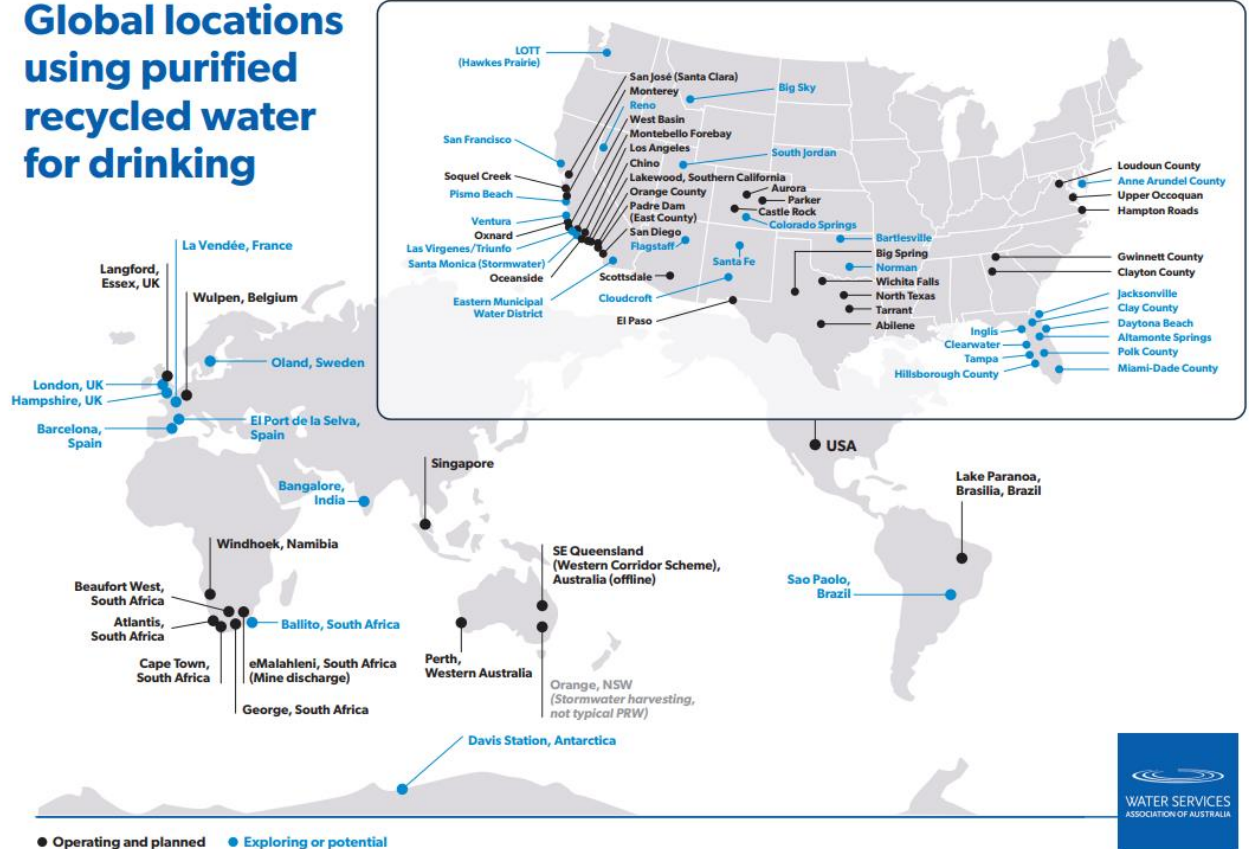 Global locations
using purified
recycled water
for drinking
LOTT
(Hawkes Prairie)
San José (Santa Clara)
Monterey
Reno
West Basin
Montebello Forebay
Los Angeles
Chino
Lakewood, Southern California
Orange County
Padre Dam
(East County)
San Diego
Flagstaff
Big Sky
South Jordan
San Francisco
Soquel Creek
Pismo Beach
Ventura
Oxnard
Las Virgenes/Triunfo
Santa Monica (Stormwater)
Oceanside
Eastern Municipal
Water District
Scottsdale
Cloudcroft
El Paso
Santa Fe
Aurora
Parker
Castle Rock
Colorado Springs
Bartlesville
Big Spring
Norman
Wichita Falls
North Texas
Tarrant
Abilene
Loudoun County
Anne Arundel County
Upper Occoquan
Hampton Roads
Gwinnett County
Clayton County
Jacksonville
Clay County
Daytona Beach
Altamonte Springs
Polk County
Miami-Dade County
Inglis
Clearwater
Tampa
Hillsborough County
La Vendée, France
Langford,
Essex, UK
Wulpen, Belgium
Oland, Sweden
London, UK
Hampshire, UK
Barcelona,
Spain
El Port de la Selva,
Spain
USA
Singapore
Bangalore,
India
Lake Paranoa,
Brasilia, Brazil
Windhoek, Namibia
SE Queensland
(Western Corridor Scheme),
Australia (offline)
Beaufort West,
South Africa
Sao Paolo,
Brazil
Atlantis,
South Africa
Ballito, South Africa
Cape Town,
South Africa
eMalahleni, South Africa
(Mine discharge)
George, South Africa
Perth,
Western Australia
Orange, NSW
(Stormwater harvesting,
not typical PRW)
Davis Station, Antarctica
WATER SERVICES
ASSOCIATION OF AUSTRALIA
Operating and planned
Exploring or potential